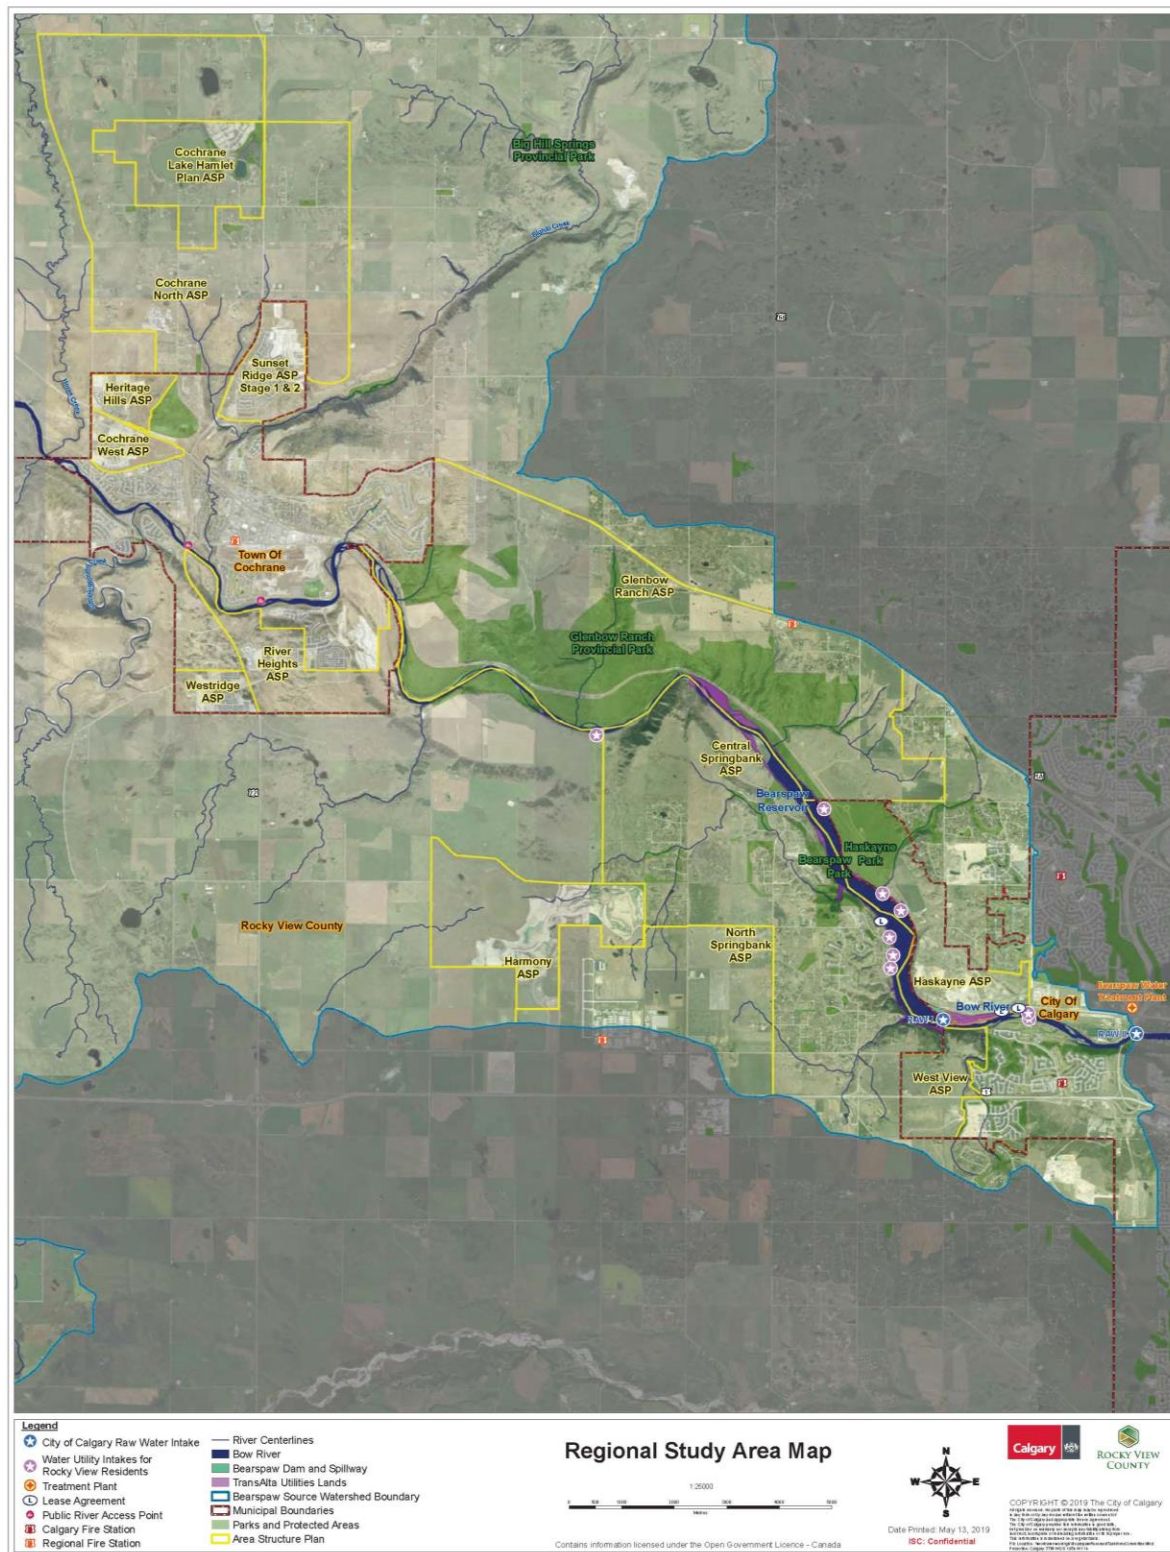 Big Hill Springs
Provincial Park
Cochrane
Lake Hamlet
Plan ASP
Cochrane
North ASP
Sunset
Ridge ASP
Stage 1 & 2
Heritage
Hills ASP
Cochrane
West ASP
Town Of
Cochrane
Glenbow
Ranch ASP
Glenbow Ranch
Provincial Park
River
Heights
ASP
Westridge
ASP
Central
Springbank
ASP
Bearspaw
Reservoir
Haskayne
Park
Bearspaw
Park
Rocky View County
North
Springbank
ASP
Harmony
ASP
Haskayne ASP
Bow River
City Of
Calgary
Bearspaw Water
Treatment Plant
West View
ASP
1A
1
Legend
City of Calgary Raw Water Intake
Water Utility Intakes for
Rocky View Residents
Treatment Plant
L Lease Agreement
Public River Access Point
Calgary Fire Station
Regional Fire Station
River Centerlines
Bow River
Bearspaw Dam and Spillway
TransAlta Utilities Lands
Bearspaw Source Watershed Boundary
Municipal Boundaries
Parks and Protected Areas
Area Structure Plan
Regional Study Area Map
1:25000
Contains information licensed under the Open Government Licence - Canada
N
W E
S
Date Printed: May 13, 2019
ISC: Confidential
Calgary
ROCKY VIEW
COUNTY
COPYRIGHT © 2019 The City of Calgary